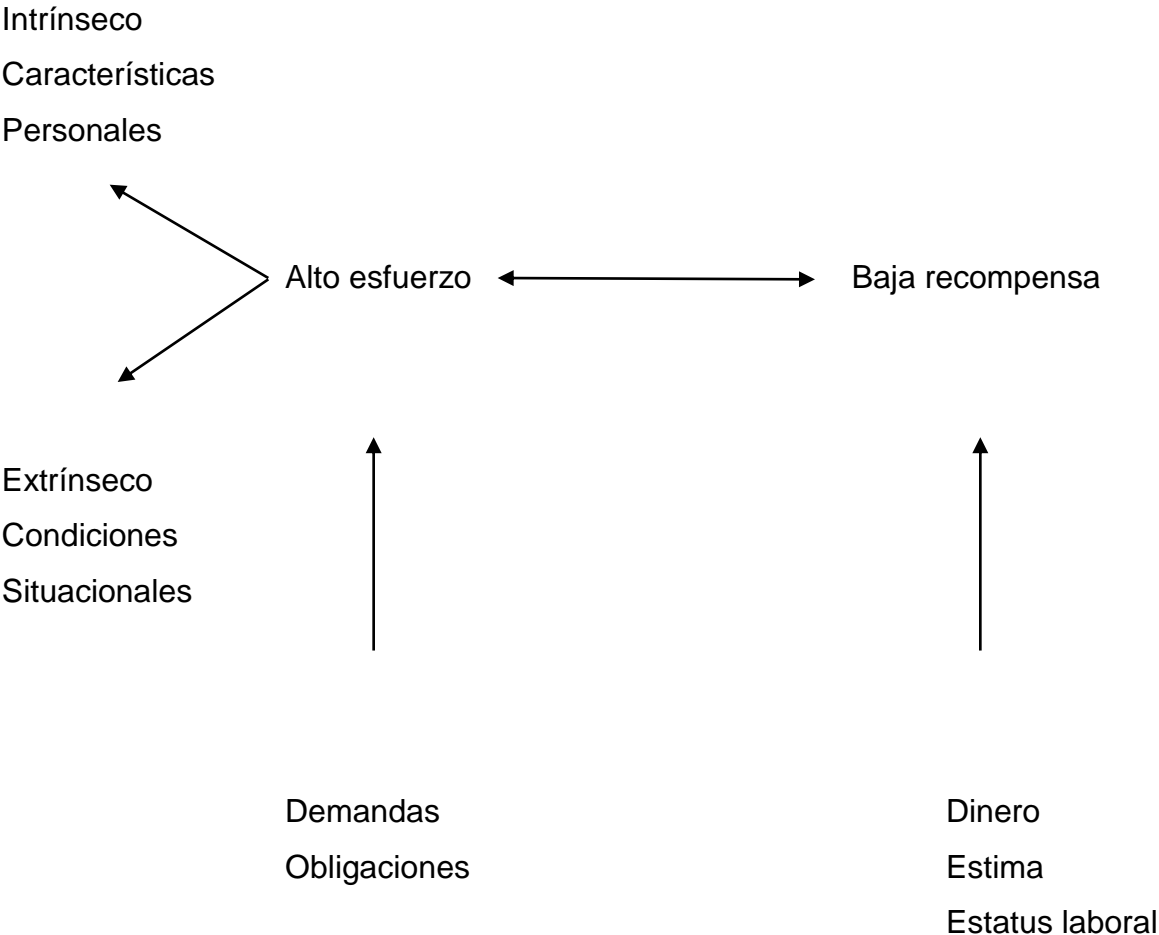 Intrínseco
Características
Personales
Alto esfuerzo
Baja recompensa
Extrínseco
Condiciones
Situacionales
Demandas
Obligaciones
Dinero
Estima
Estatus laboral